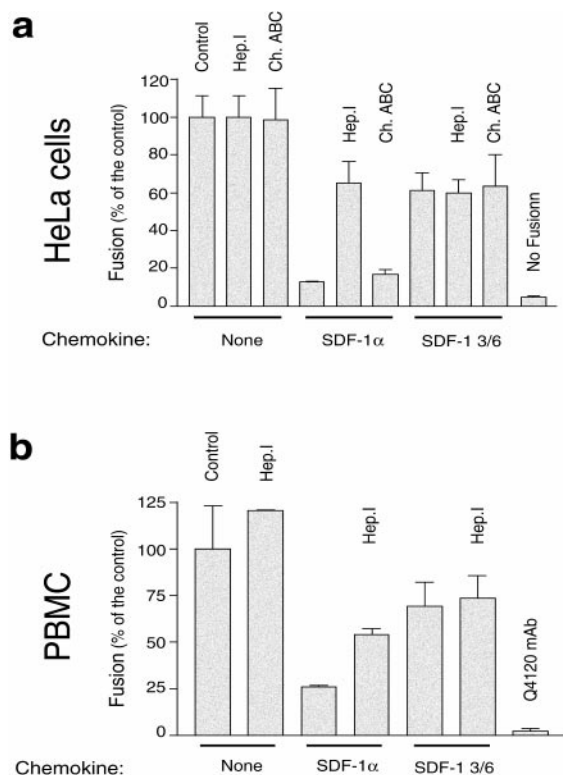 a
Control
Hep.I
Ch. ABC
Hep.I
Ch. ABC
Hep.I
Ch. ABC
No Fusionn
HeLa cells
Fusion (% of the control)
120
100
80
60
40
20
0
Chemokine: None SDF-1α SDF-1 3/6
b
Control
Hep.I
Hep.I
Hep.I
Q4120 mAb
PBMC
Fusion (% of the control)
125
100
75
50
25
0
Chemokine: None SDF-1α SDF-1 3/6